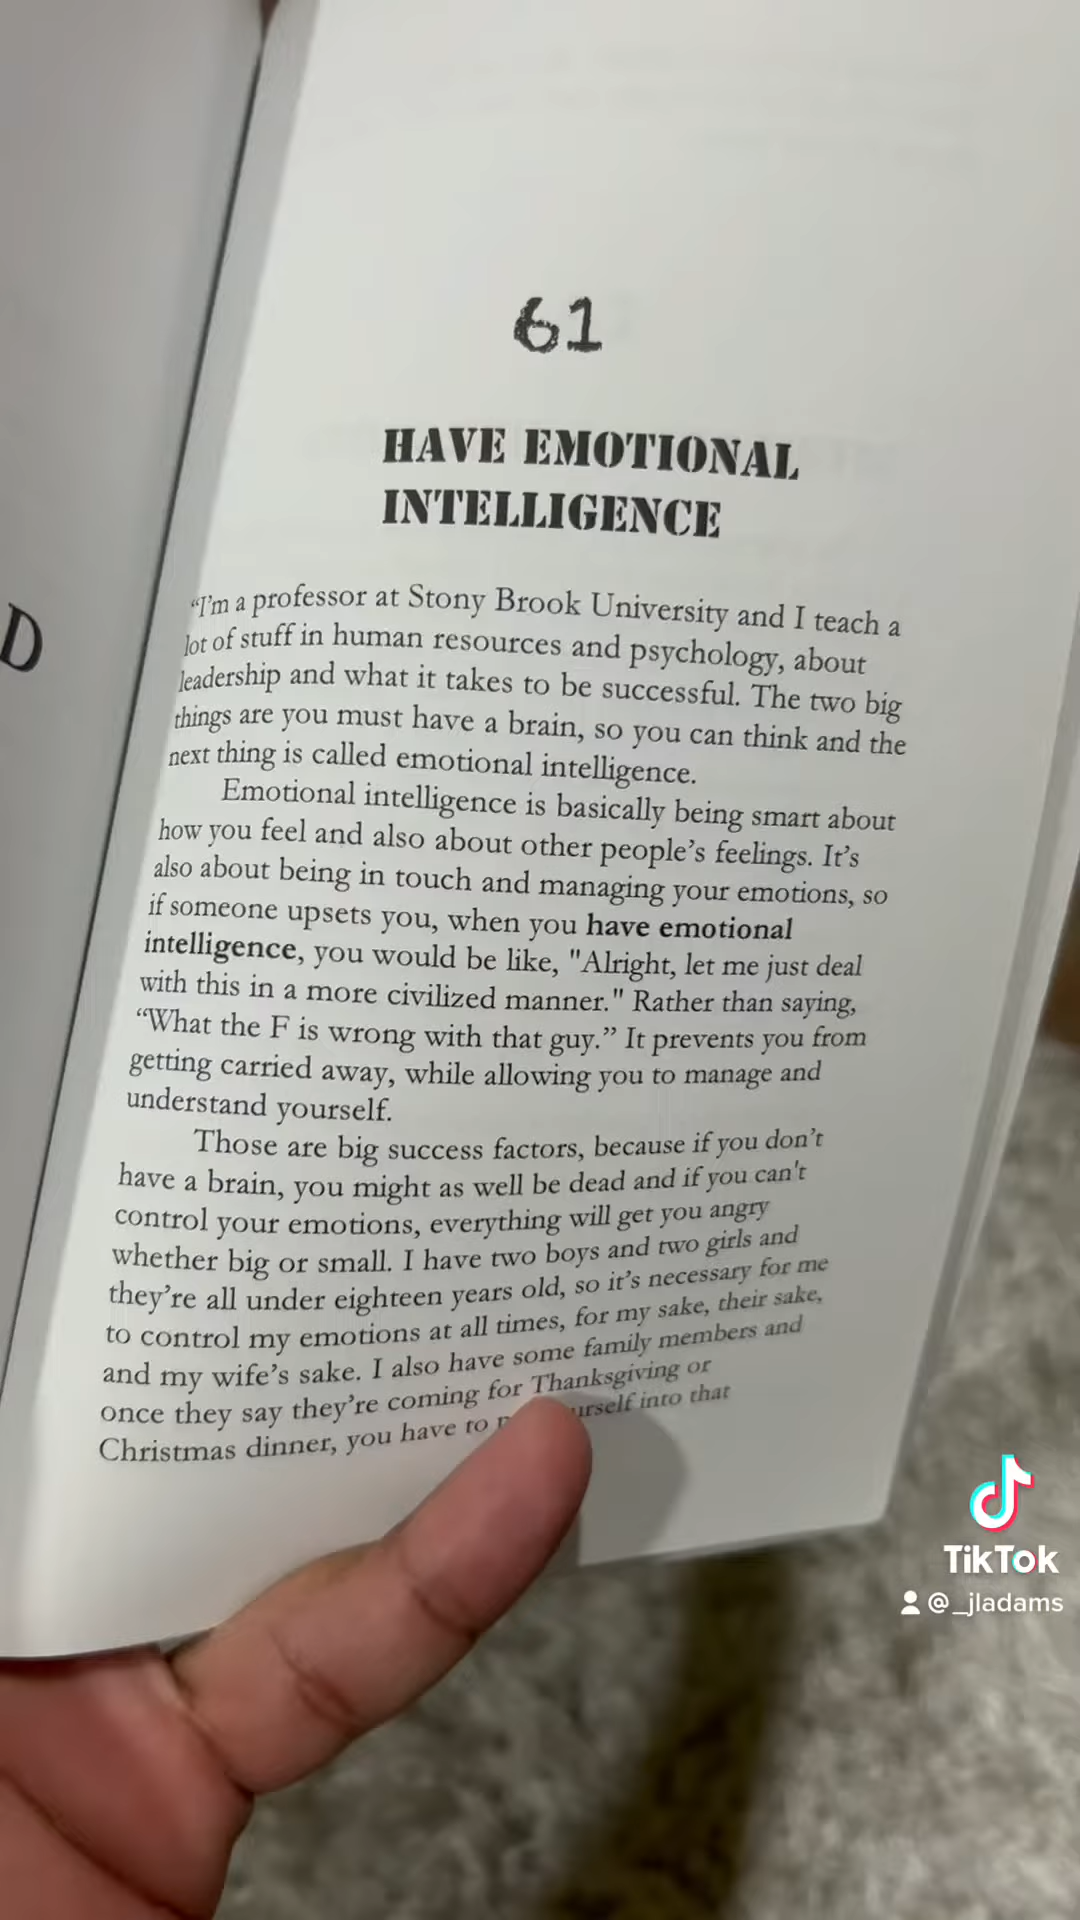 D
61
HAVE EMOTIONAL
INTELLIGENCE
“I'm a professor at Stony Brook University and I teach a
lot of stuff in human resources and psychology, about
leadership and what it takes to be successful. The two big
things are you must have a brain, so you can think and the
next thing is called emotional intelligence.
Emotional intelligence is basically being smart about
how you feel and also about other people’s feelings. It’s
also about being in touch and managing your emotions, so
if someone upsets you, when you have emotional
intelligence, you would be like, "Alright, let me just deal
with this in a more civilized manner." Rather than saying,
“What the F is wrong with that guy.” It prevents you from
getting carried away, while allowing you to manage and
understand yourself.
Those are big success factors, because if you don’t
have a brain, you might as well be dead and if you can't
control your emotions, everything will get you angry
whether big or small. I have two boys and two girls and
they’re all under eighteen years old, so it’s necessary for me
to control my emotions at all times, for my sake, their sake,
and my wife’s sake. I also have some family members and
once they say they’re coming for Thanksgiving or
Christmas dinner, you have to into that
TikTok
@_jladams